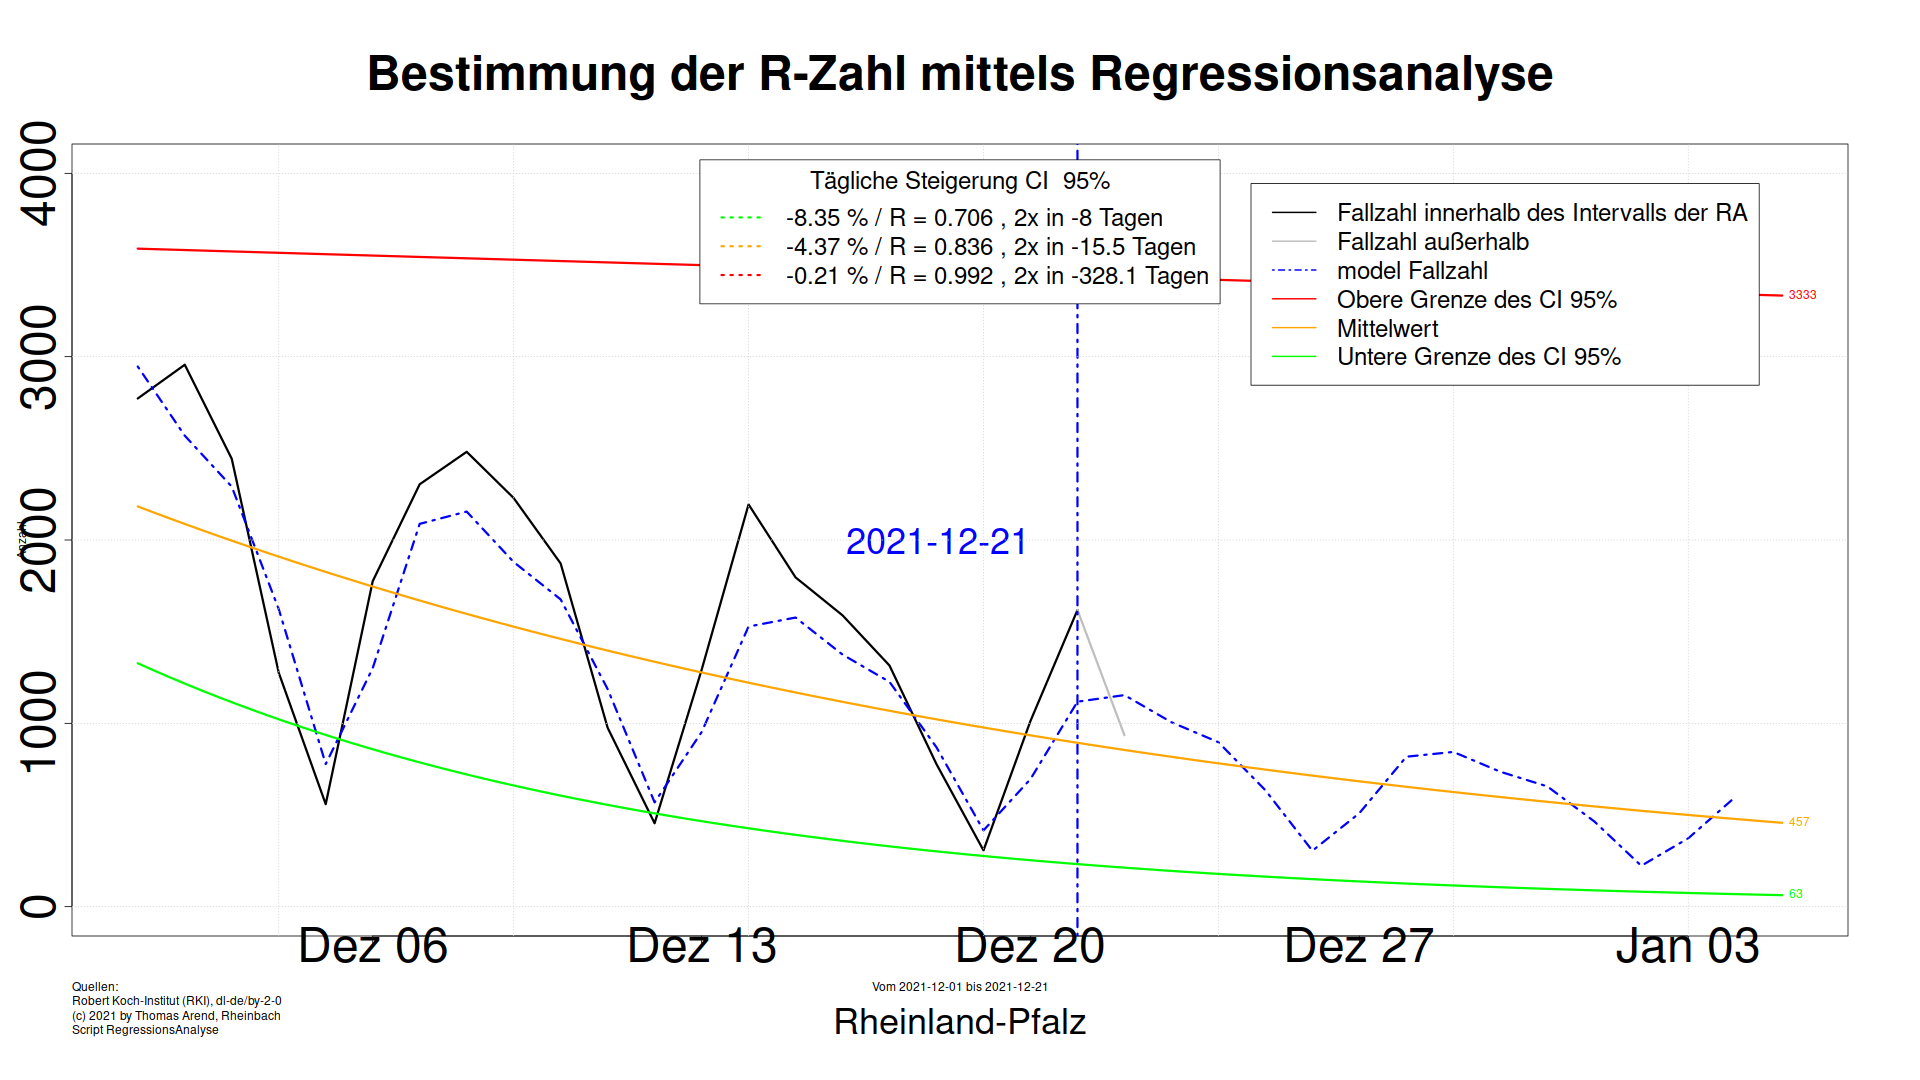 Bestimmung der R-Zahl mittels Regressionsanalyse
Tägliche Steigerung CI 95%
-8.35 % / R = 0.706 , 2x in -8 Tagen
-4.37 % / R = 0.836 , 2x in -15.5 Tagen
-0.21 % / R = 0.992 , 2x in -328.1 Tagen
Fallzahl innerhalb des Intervalls der RA
Fallzahl außerhalb
model Fallzahl
Obere Grenze des CI 95%
Mittelwert
Untere Grenze des CI 95%
4000
3000
2000
1000
0
Anzahl
2021-12-21
3333
457
63
Dez 06
Dez 13
Dez 20
Dez 27
Jan 03
Quellen:
Robert Koch-Institut (RKI), dl-de/by-2-0
(c) 2021 by Thomas Arend, Rheinbach
Script RegressionsAnalyse
Vom 2021-12-01 bis 2021-12-21
Rheinland-Pfalz